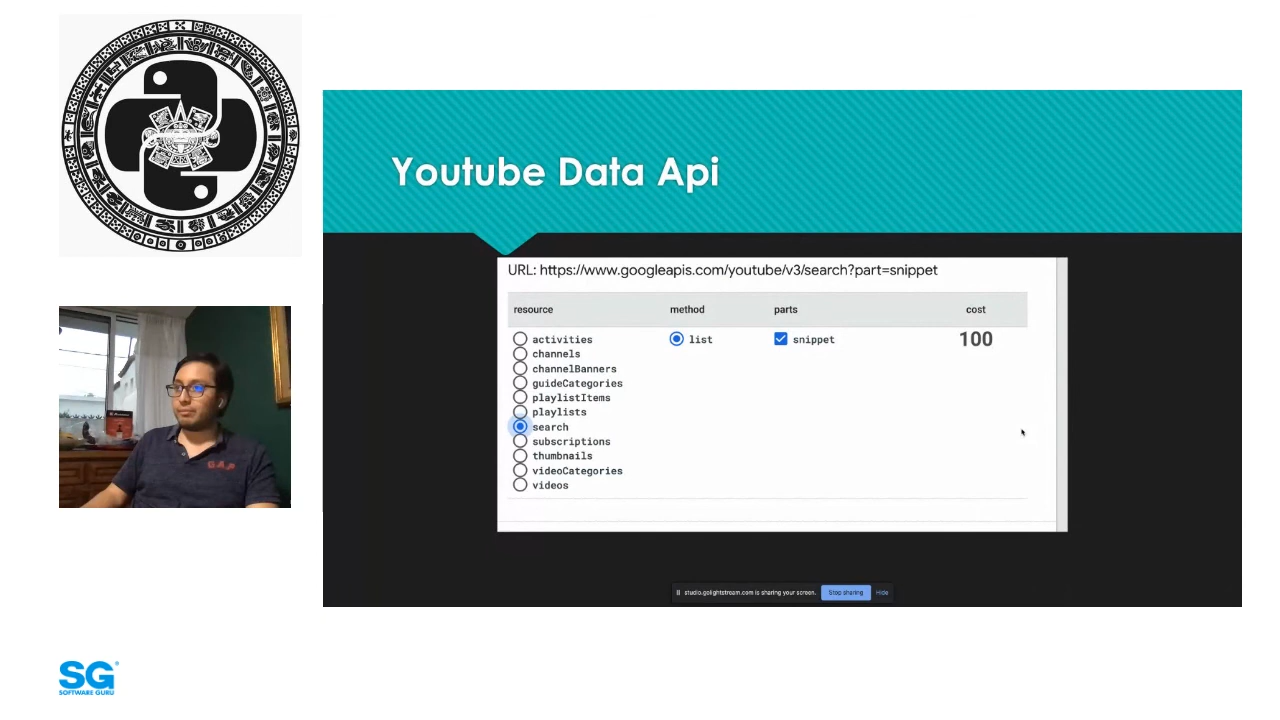 Youtube Data Api
URL: https://www.googleapis.com/youtube/v3/search?part=snippet
resource method parts cost
activities list snippet 100
channels
channelBanners
guideCategories
playlistItems
playlists
search
subscriptions
thumbnails
videoCategories
videos
GAP
studio.golightstream.com is sharing your screen. Stop sharing Hide
SG
SOFTWARE GURU